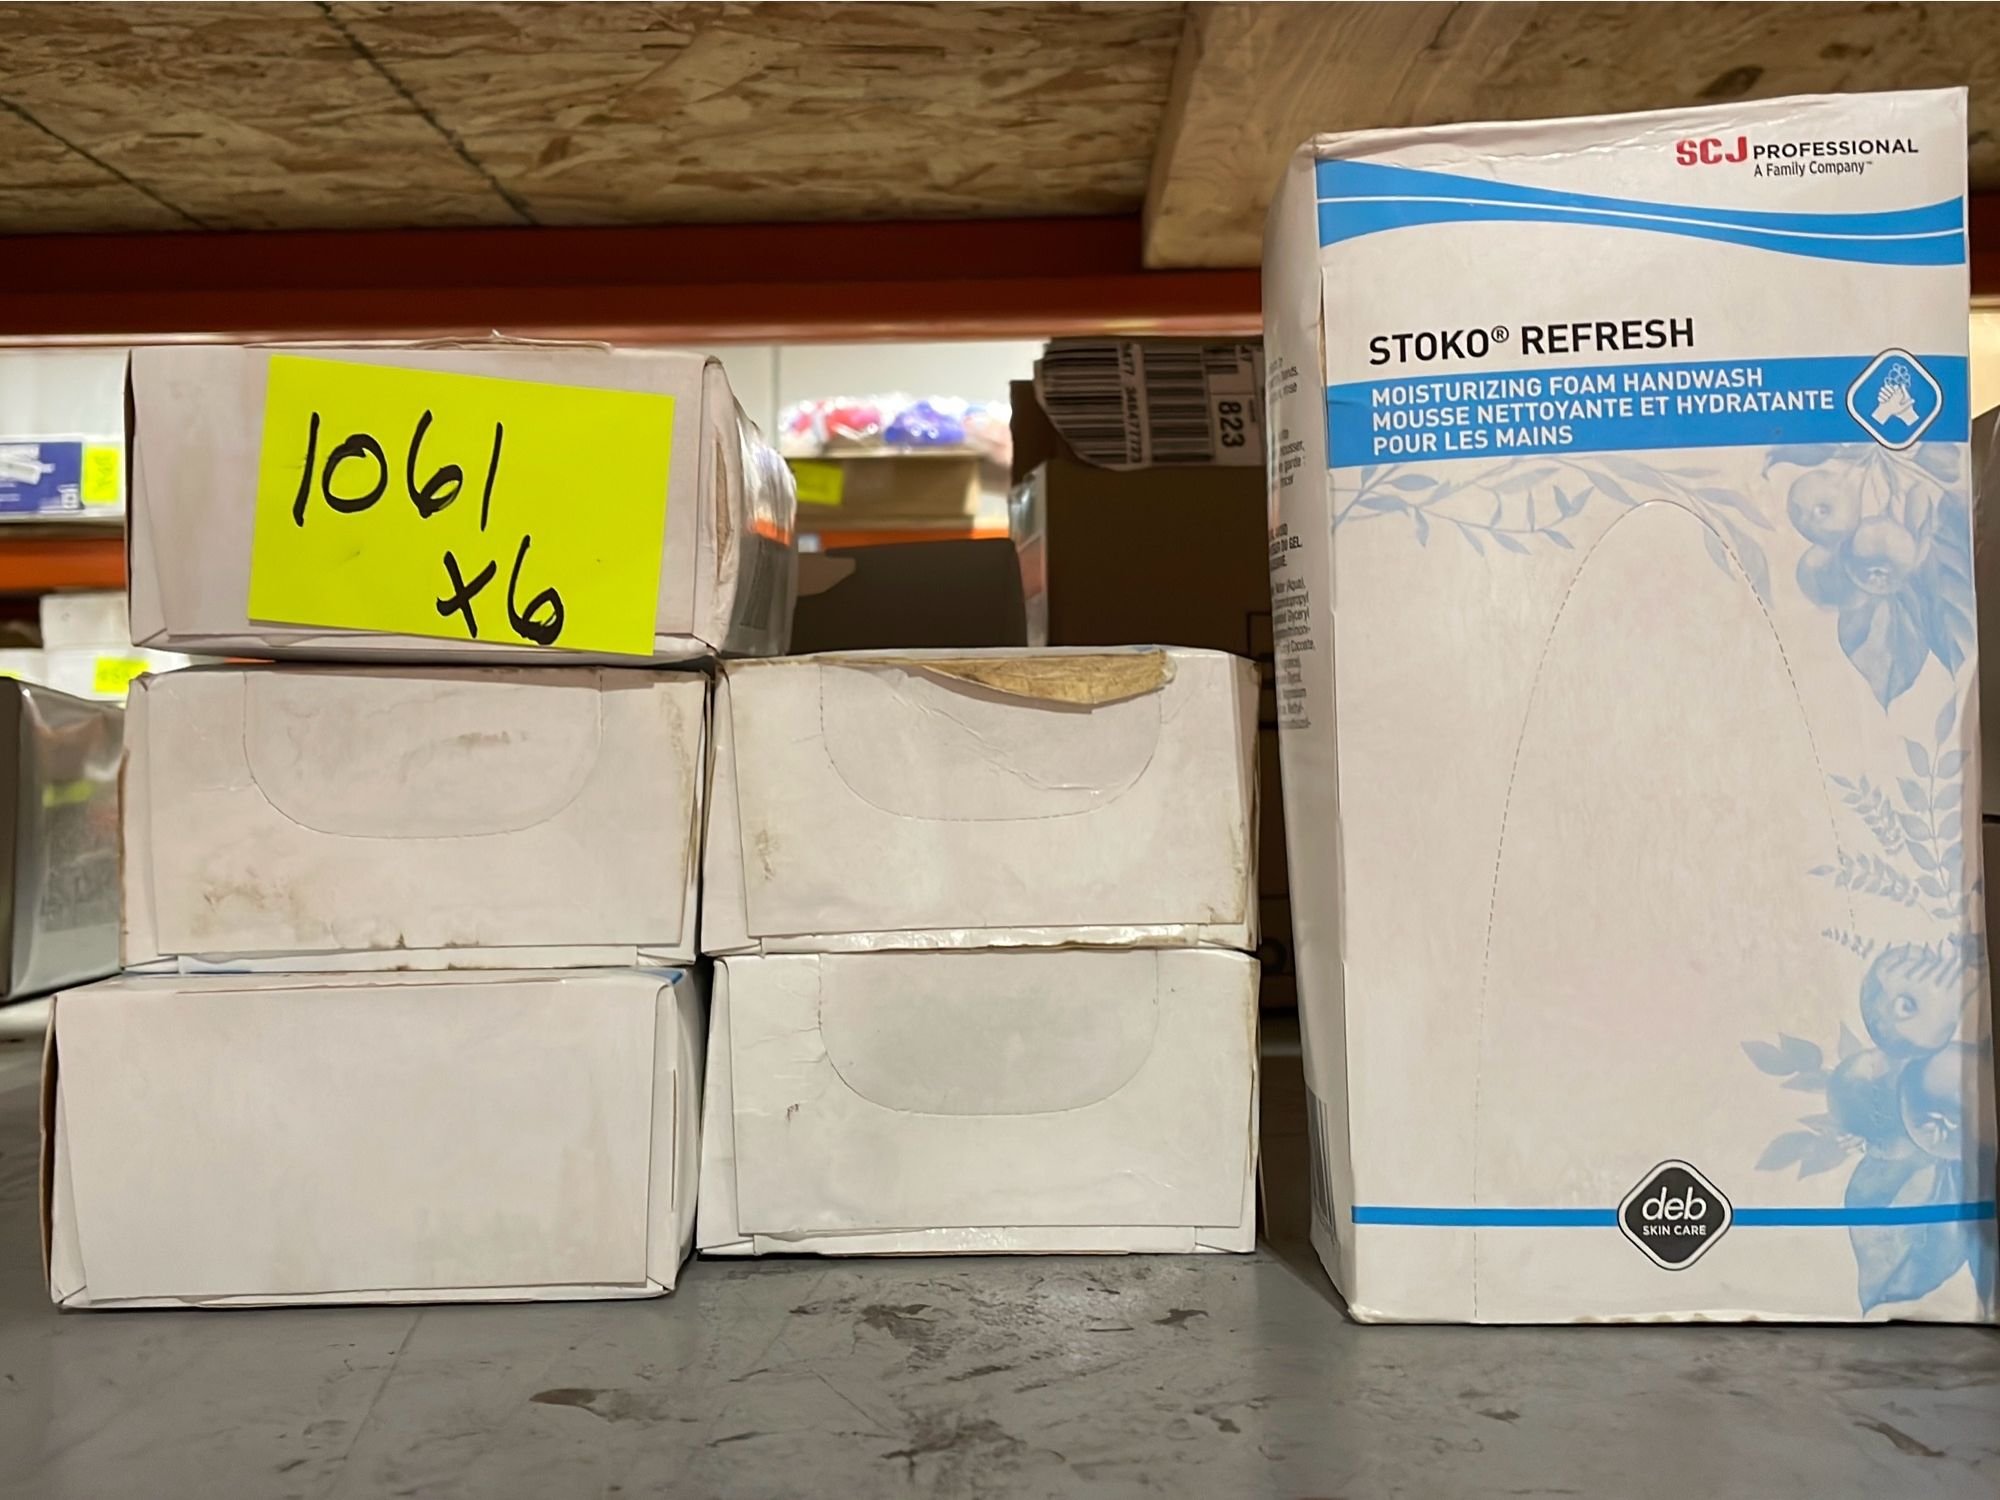 1061
x6
SCJ PROFESSIONAL
A Family Company™
STOKO® REFRESH
MOISTURIZING FOAM HANDWASH
MOUSSE NETTOYANTE ET HYDRATANTE
POUR LES MAINS
deb
SKIN CARE
823